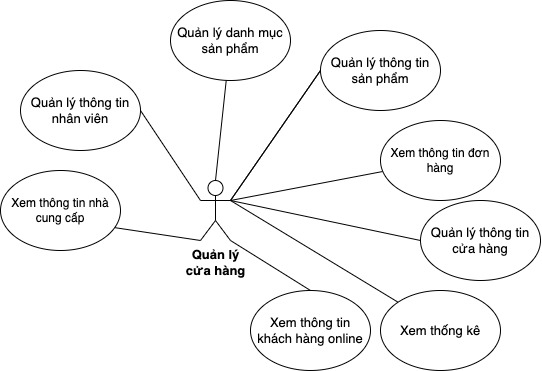 Quản lý danh mục
sản phẩm
Quản lý thông tin
sản phẩm
Quản lý thông tin
nhân viên
Xem thông tin đơn
hàng
Xem thông tin nhà
cung cấp
Quản lý thông tin
cửa hàng
Quản lý
cửa hàng
Xem thông tin
khách hàng online
Xem thống kê